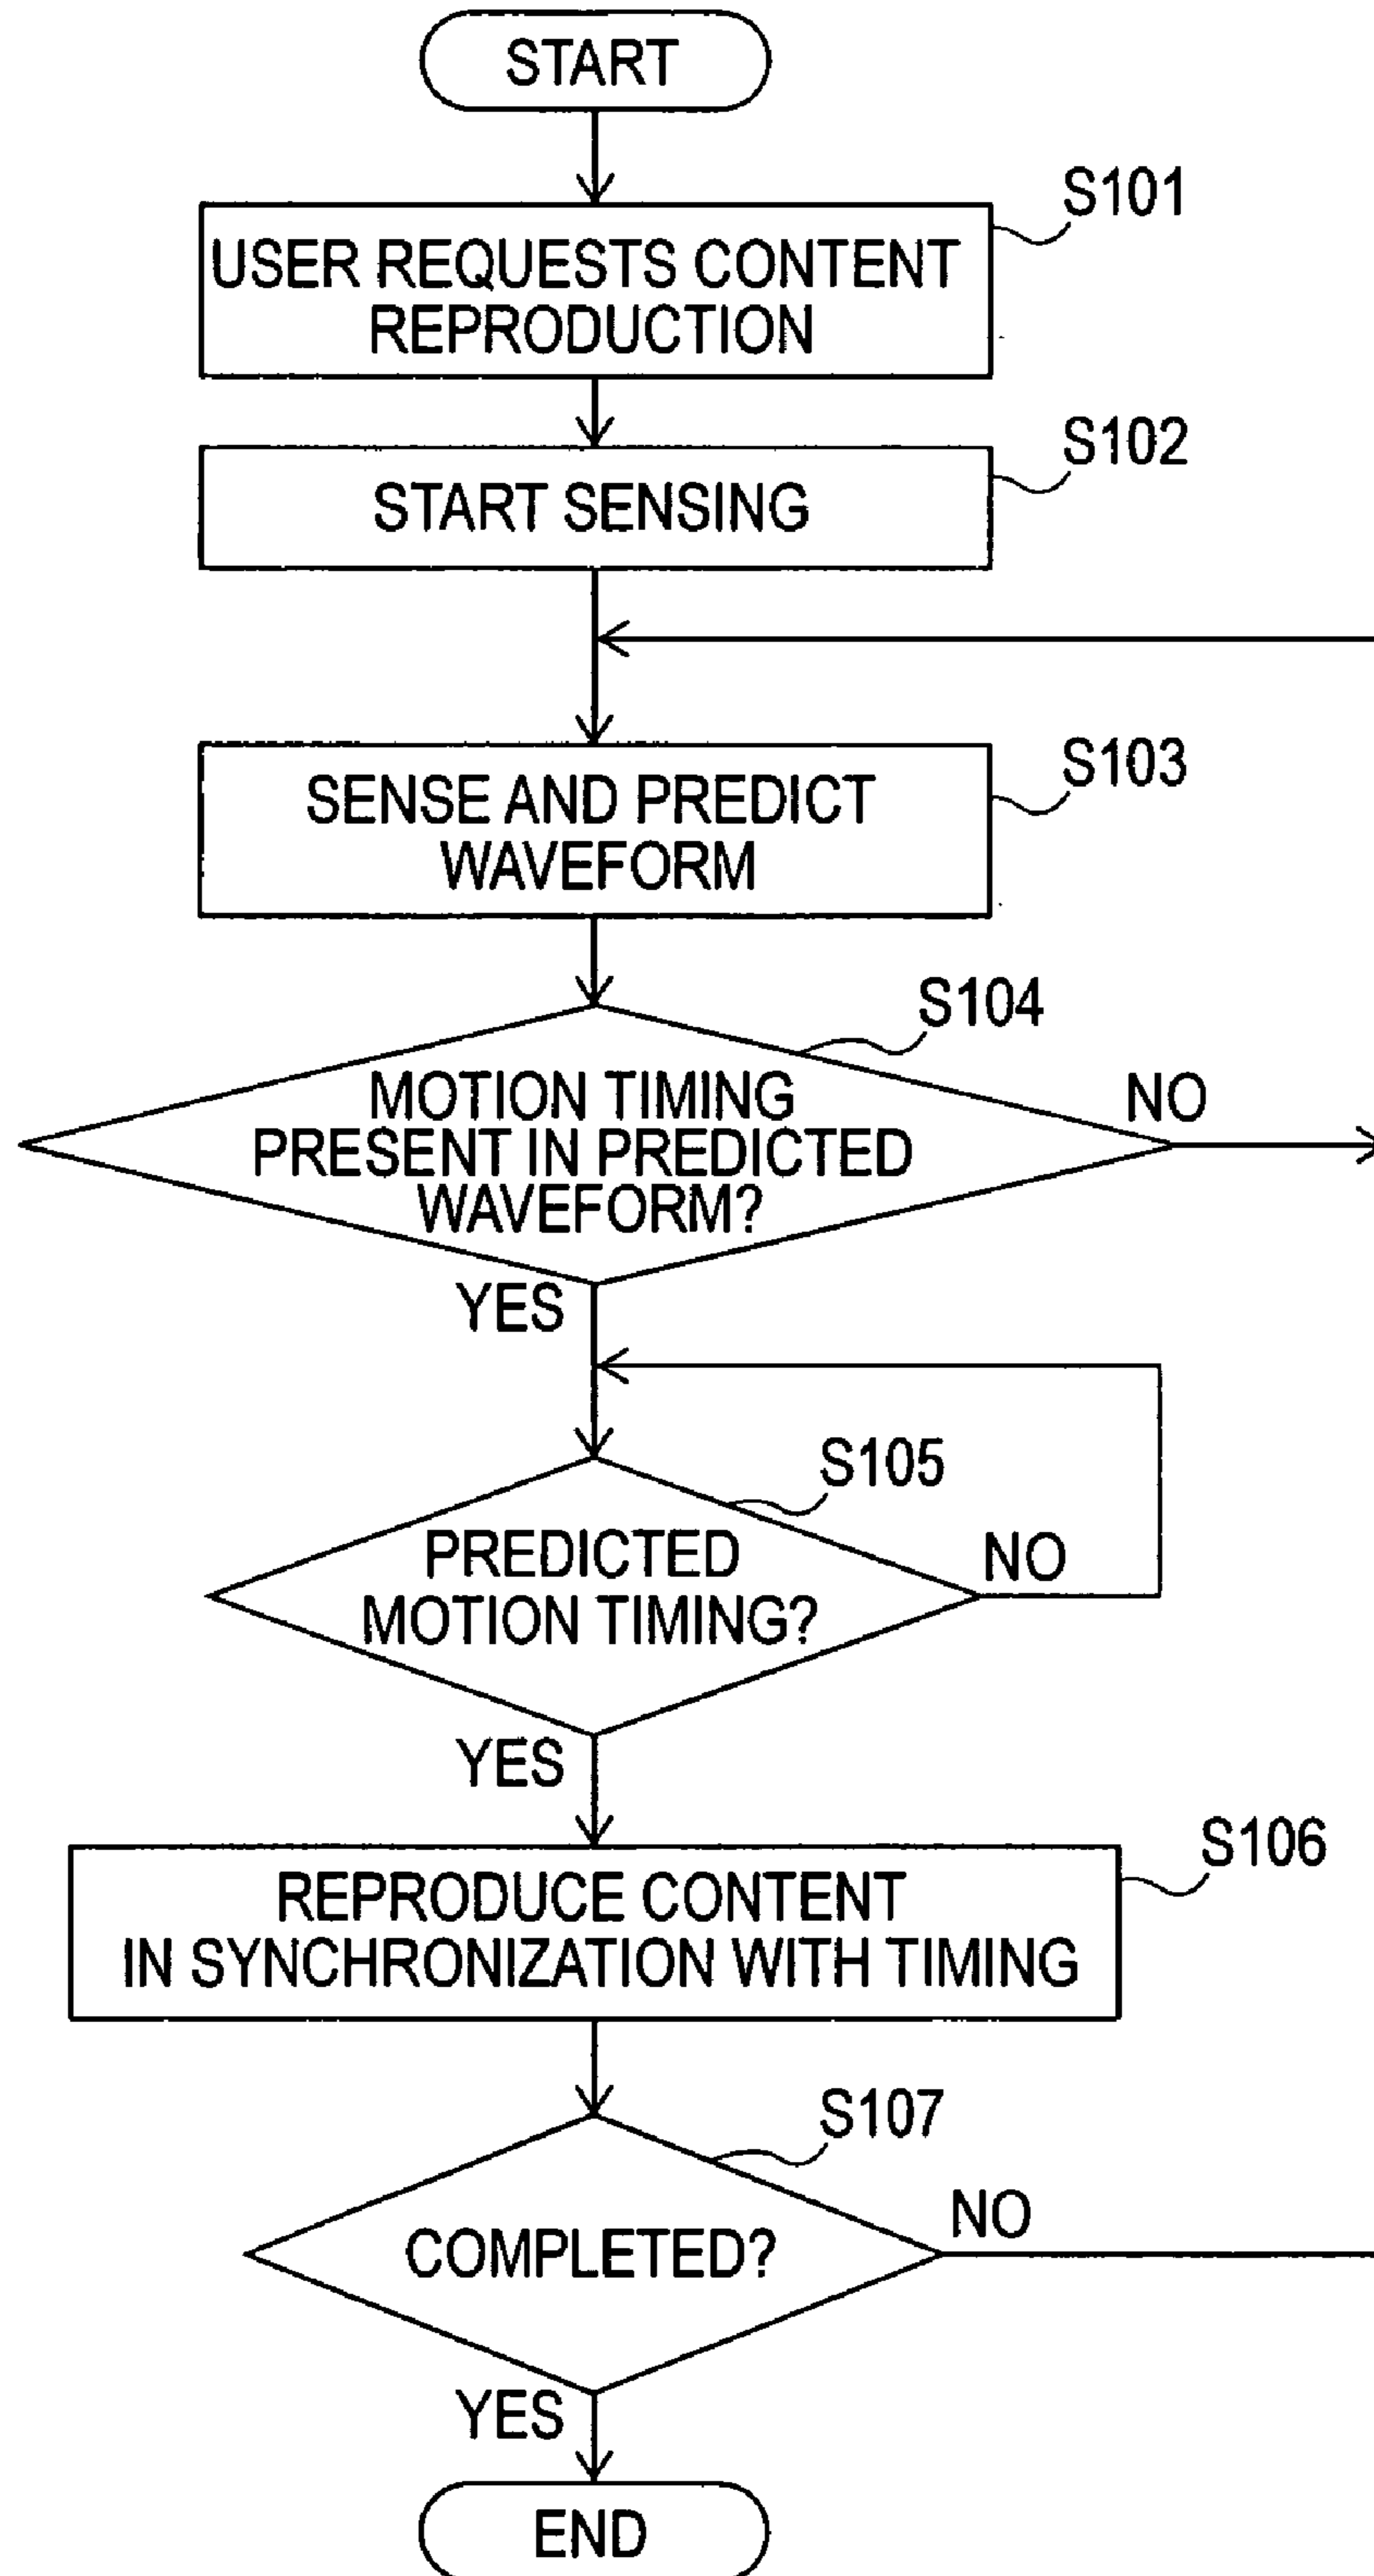 START
S101
USER REQUESTS CONTENT
REPRODUCTION
S102
START SENSING
S103
SENSE AND PREDICT
WAVEFORM
S104
MOTION TIMING
PRESENT IN PREDICTED
WAVEFORM?
NO
YES
S105
PREDICTED
MOTION TIMING?
NO
YES
S106
REPRODUCE CONTENT
IN SYNCHRONIZATION WITH TIMING
S107
COMPLETED?
NO
YES
END